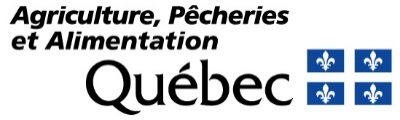 Agriculture, Pêcheries
et Alimentation
Québec